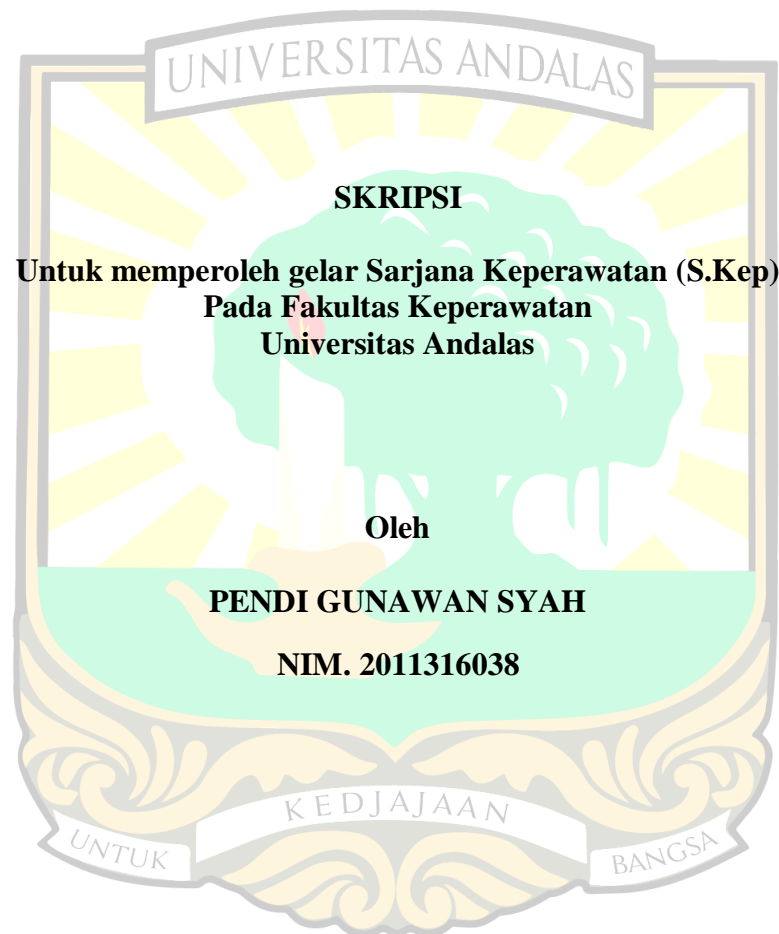 UNIVERSITAS ANDALAS
SKRIPSI
Untuk memperoleh gelar Sarjana Keperawatan (S.Kep)
Pada Fakultas Keperawatan
Universitas Andalas
Oleh
PENDI GUNAWAN SYAH
NIM. 2011316038
UNTUK KEDJAJAAN BANGSA